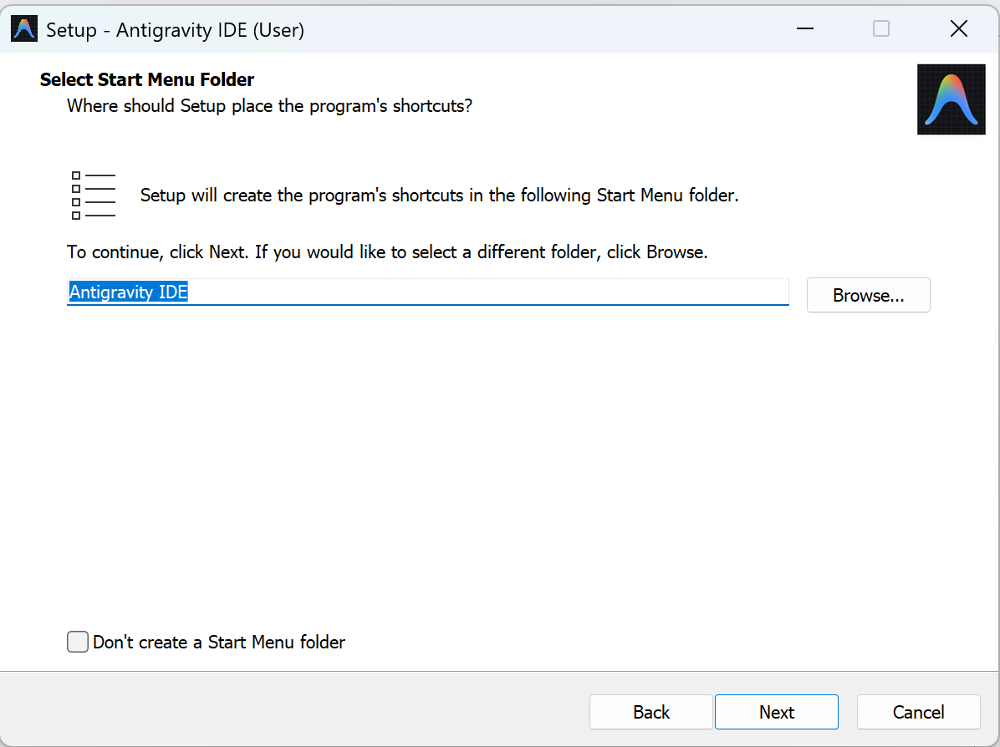 Setup - Antigravity IDE (User)
Select Start Menu Folder
Where should Setup place the program's shortcuts?
Setup will create the program's shortcuts in the following Start Menu folder.
To continue, click Next. If you would like to select a different folder, click Browse.
Antigravity IDE
Browse...
Don't create a Start Menu folder
Back
Next
Cancel